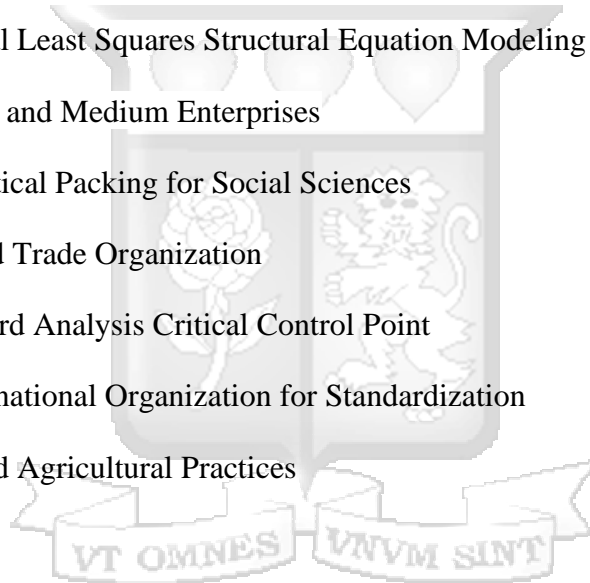 l Least Squares Structural Equation Modeling
and Medium Enterprises
tical Packing for Social Sciences
d Trade Organization
rd Analysis Critical Control Point
national Organization for Standardization
d Agricultural Practices
VT OMNES VNVM SINT